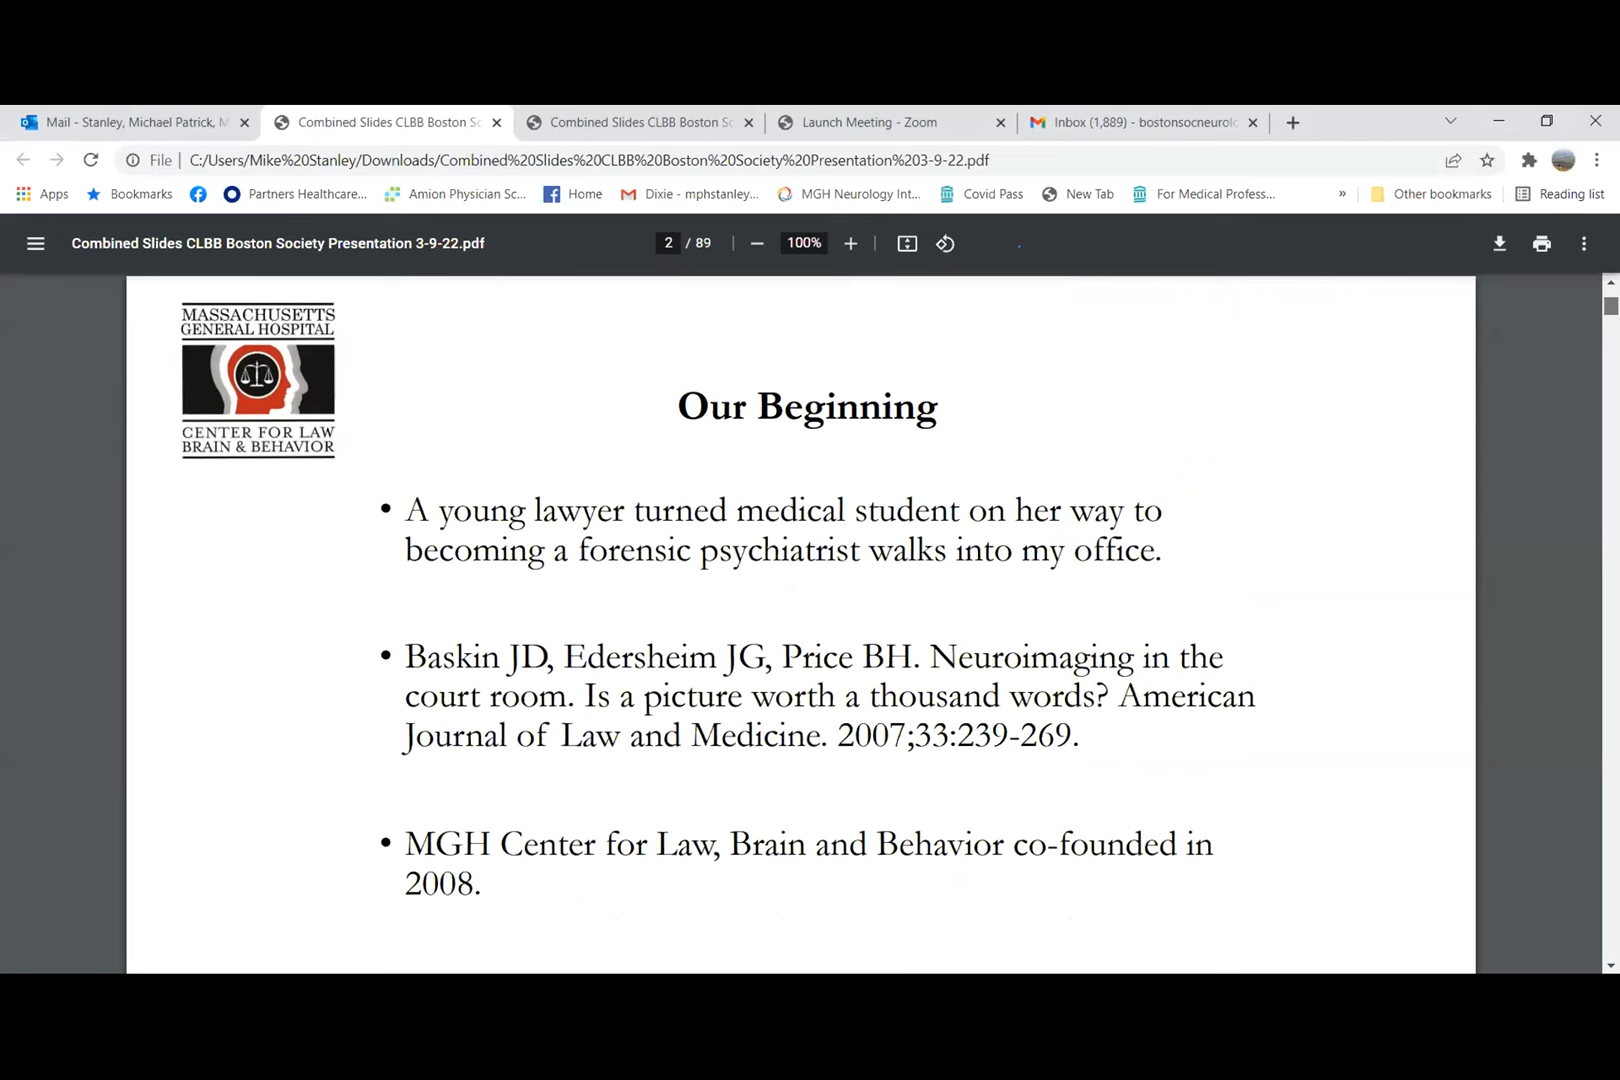 Mail - Stanley, Michael Patrick, M
Combined Slides CLBB Boston So
Combined Slides CLBB Boston So
Launch Meeting - Zoom
Inbox (1,889) - bostonsocneurolo
File
C:/Users/Mike%20Stanley/Downloads/Combined%20Slides%20CLBB%20Boston%20Society%20Presentation%203-9-22.pdf
Apps
Bookmarks
Partners Healthcare...
Amion Physician Sc...
Home
Dixie - mphstanley...
MGH Neurology Int...
Covid Pass
New Tab
For Medical Profess...
»
Other bookmarks
Reading list
Combined Slides CLBB Boston Society Presentation 3-9-22.pdf
2 / 89
100%
MASSACHUSETTS
GENERAL HOSPITAL
CENTER FOR LAW
BRAIN & BEHAVIOR
Our Beginning
• A young lawyer turned medical student on her way to
becoming a forensic psychiatrist walks into my office.
• Baskin JD, Edersheim JG, Price BH. Neuroimaging in the
court room. Is a picture worth a thousand words? American
Journal of Law and Medicine. 2007;33:239-269.
• MGH Center for Law, Brain and Behavior co-founded in
2008.